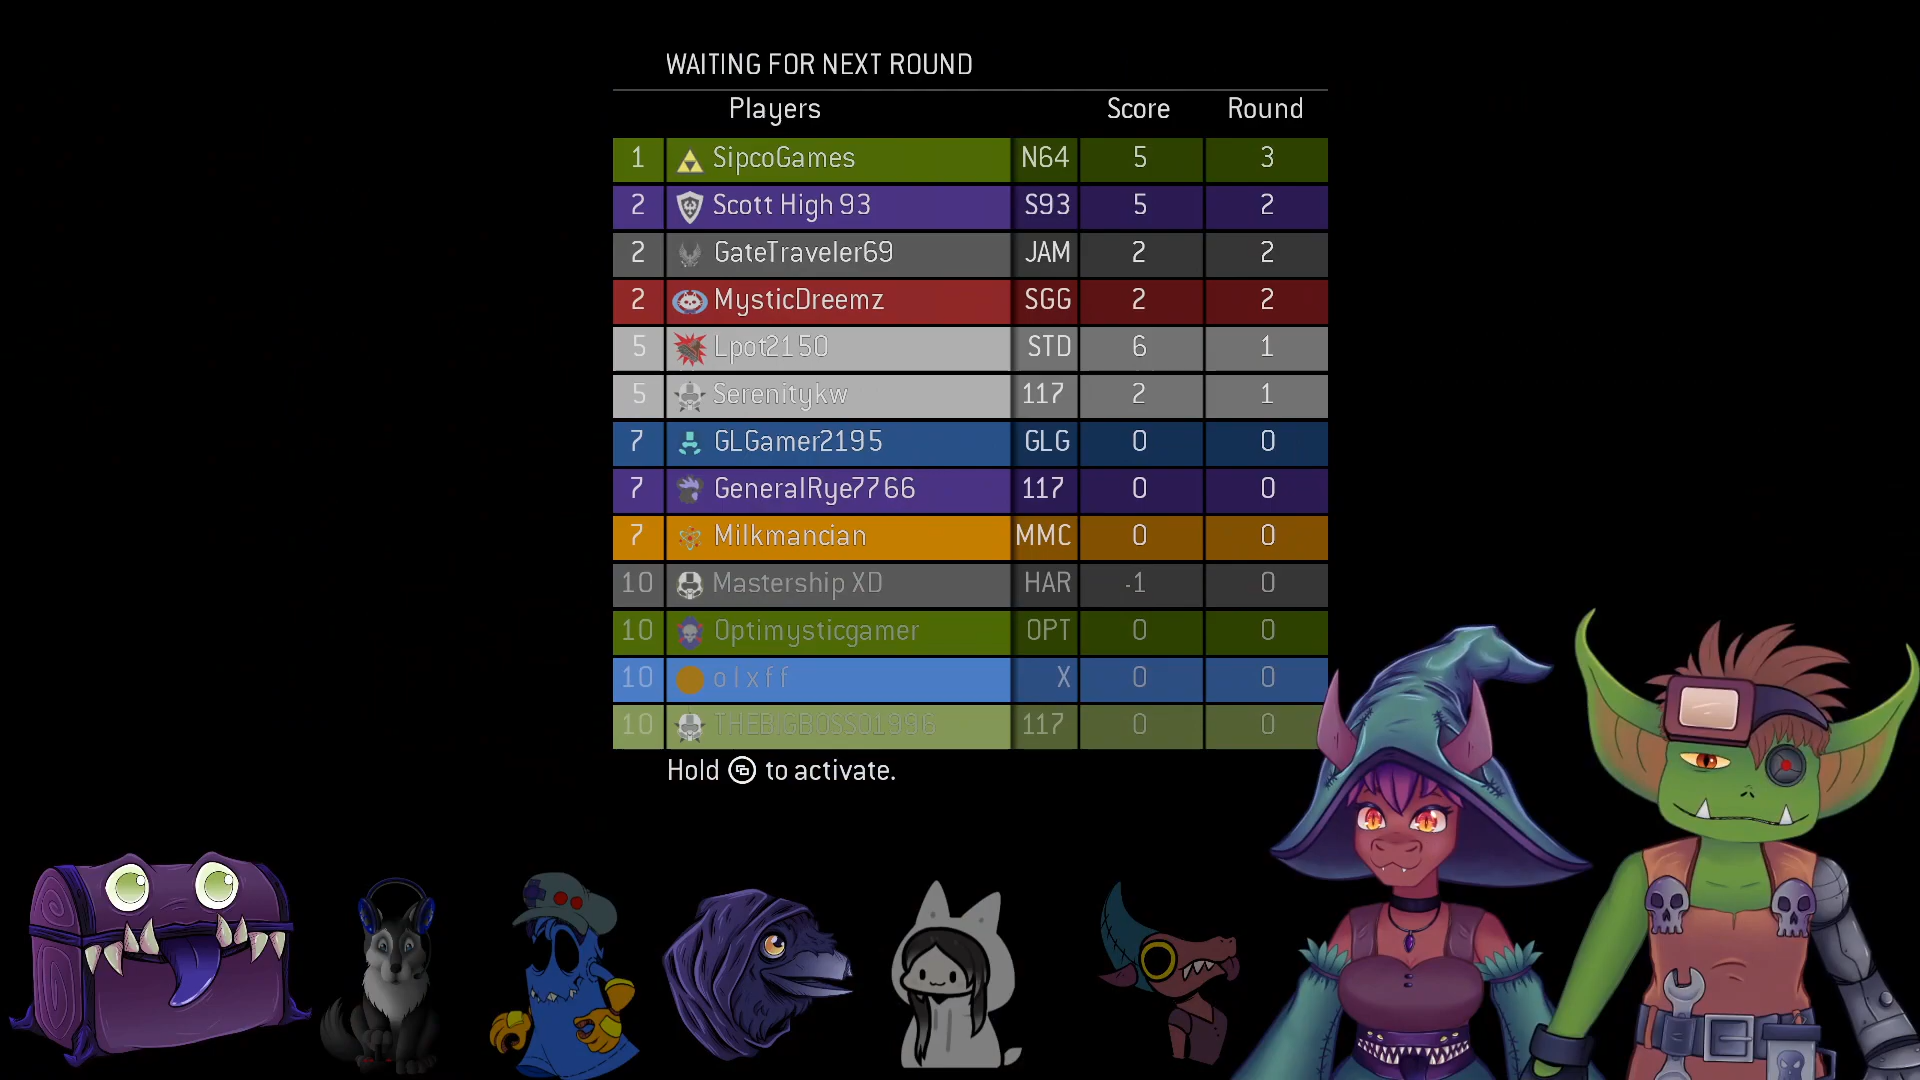 WAITING FOR NEXT ROUND
Players Score Round
1 SipcoGames N64 5 3
2 Scott High 93 S93 5 2
2 GateTraveler69 JAM 2 2
2 MysticDreemz SGG 2 2
5 Lpot2150 STD 6 1
5 Serenitykw 117 2 1
7 GLGamer2195 GLG 0 0
7 GeneralRye7766 117 0 0
7 Milkmancian MMC 0 0
10 Mastership XD HAR -1 0
10 Optimysticgamer OPT 0 0
10 o l x f f X 0 0
10 THEBIGBOSS01996 117 0 0
Hold to activate.